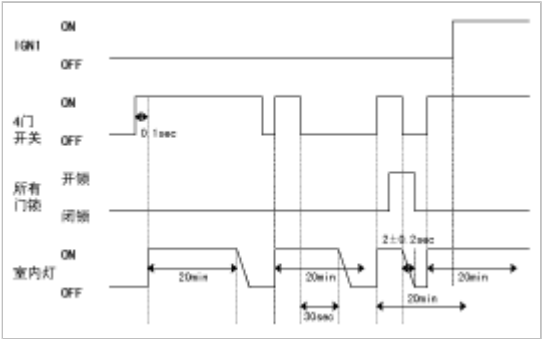 ON
IGN1
OFF
ON
4门
开关
OFF
0.1sec
开锁
所有
门锁
闭锁
2±0.2sec
ON
室内灯
20min
20min
20min
OFF
20min
30sec